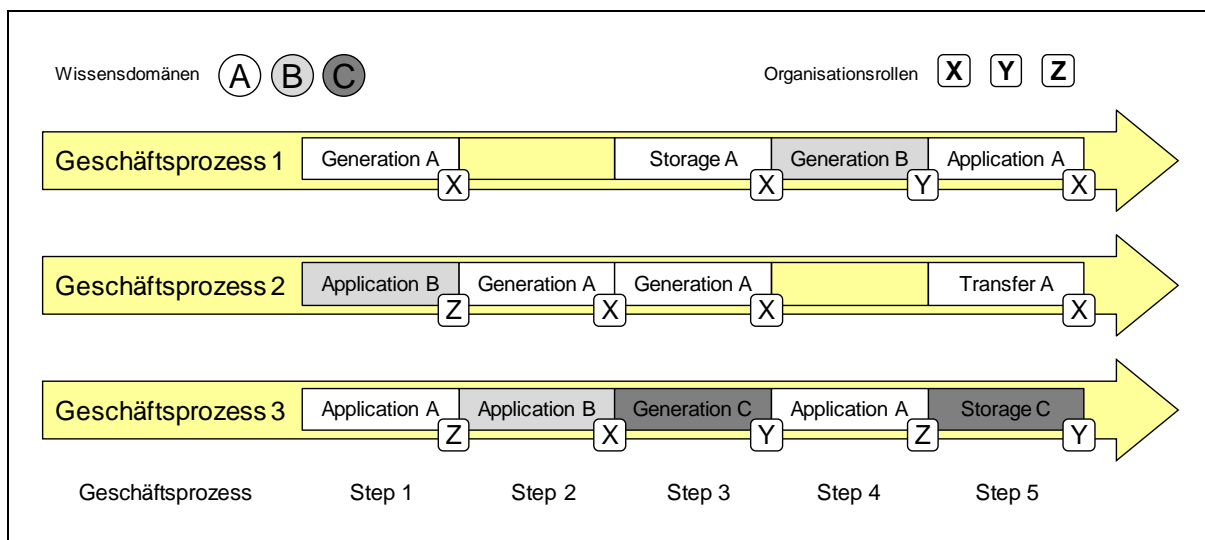 Wissensdomänen A B C Organisationsrollen X Y Z
Geschäftsprozess 1 Generation A Storage A Generation B Application A
X X Y X
Geschäftsprozess 2 Application B Generation A Generation A Transfer A
Z X X X
Geschäftsprozess 3 Application A Application B Generation C Application A Storage C
Z X Y Z Y
Geschäftsprozess Step 1 Step 2 Step 3 Step 4 Step 5